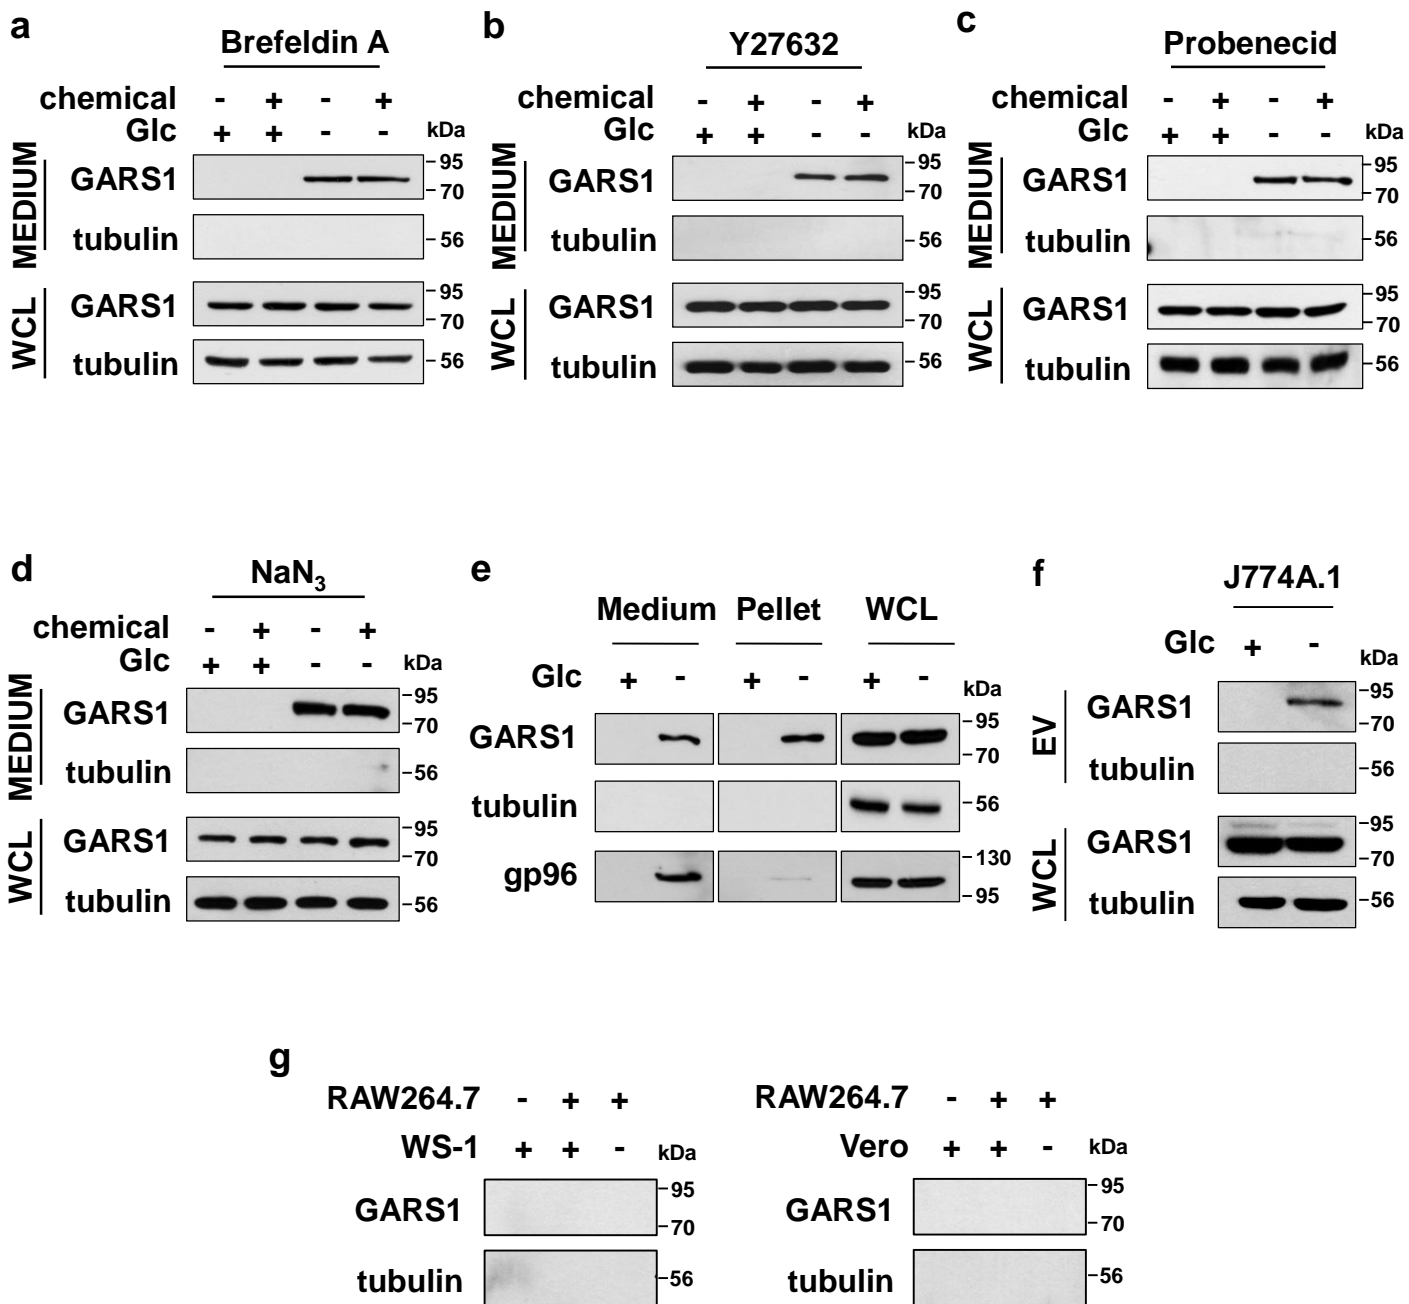 a
Brefeldin A
chemical - + - +
Glc + + - - kDa
MEDIUM
GARS1 -95
-70
tubulin -56
WCL
GARS1 -95
-70
tubulin -56
b
Y27632
chemical - + - +
Glc + + - - kDa
MEDIUM
GARS1 -95
-70
tubulin -56
WCL
GARS1 -95
-70
tubulin -56
c
Probenecid
chemical - + - +
Glc + + - - kDa
MEDIUM
GARS1 -95
-70
tubulin -56
WCL
GARS1 -95
-70
tubulin -56
d
NaN3
chemical - + - +
Glc + + - - kDa
MEDIUM
GARS1 -95
-70
tubulin -56
WCL
GARS1 -95
-70
tubulin -56
e
Medium Pellet WCL
Glc + - + - + - kDa
GARS1 -95
-70
tubulin -56
gp96 -130
-95
f
J774A.1
Glc + - kDa
EV
GARS1 -95
-70
tubulin -56
WCL
GARS1 -95
-70
tubulin -56
g
RAW264.7 - + +
WS-1 + + - kDa
GARS1 -95
-70
tubulin -56
RAW264.7 - + +
Vero + + - kDa
GARS1 -95
-70
tubulin -56